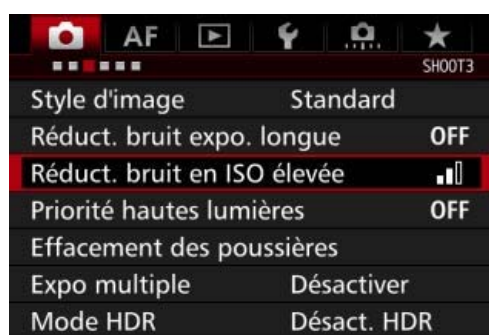 AF
SHOOT3
Style d'image Standard
Réduct. bruit expo. longue OFF
Réduct. bruit en ISO élevée
Priorité hautes lumières OFF
Effacement des poussières
Expo multiple Désactiver
Mode HDR Désact. HDR